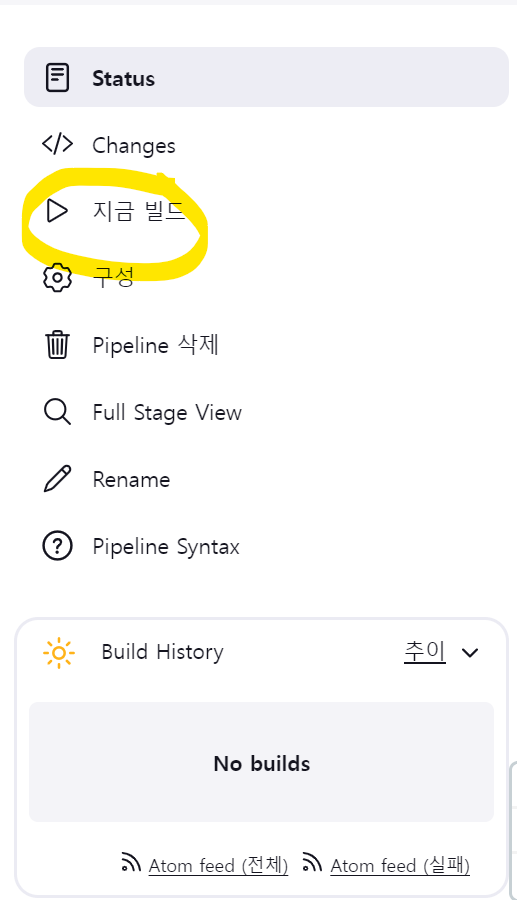 Status
Changes
지금 빌드
구성
Pipeline 삭제
Full Stage View
Rename
Pipeline Syntax
Build History 추이
No builds
Atom feed (전체) Atom feed (실패)